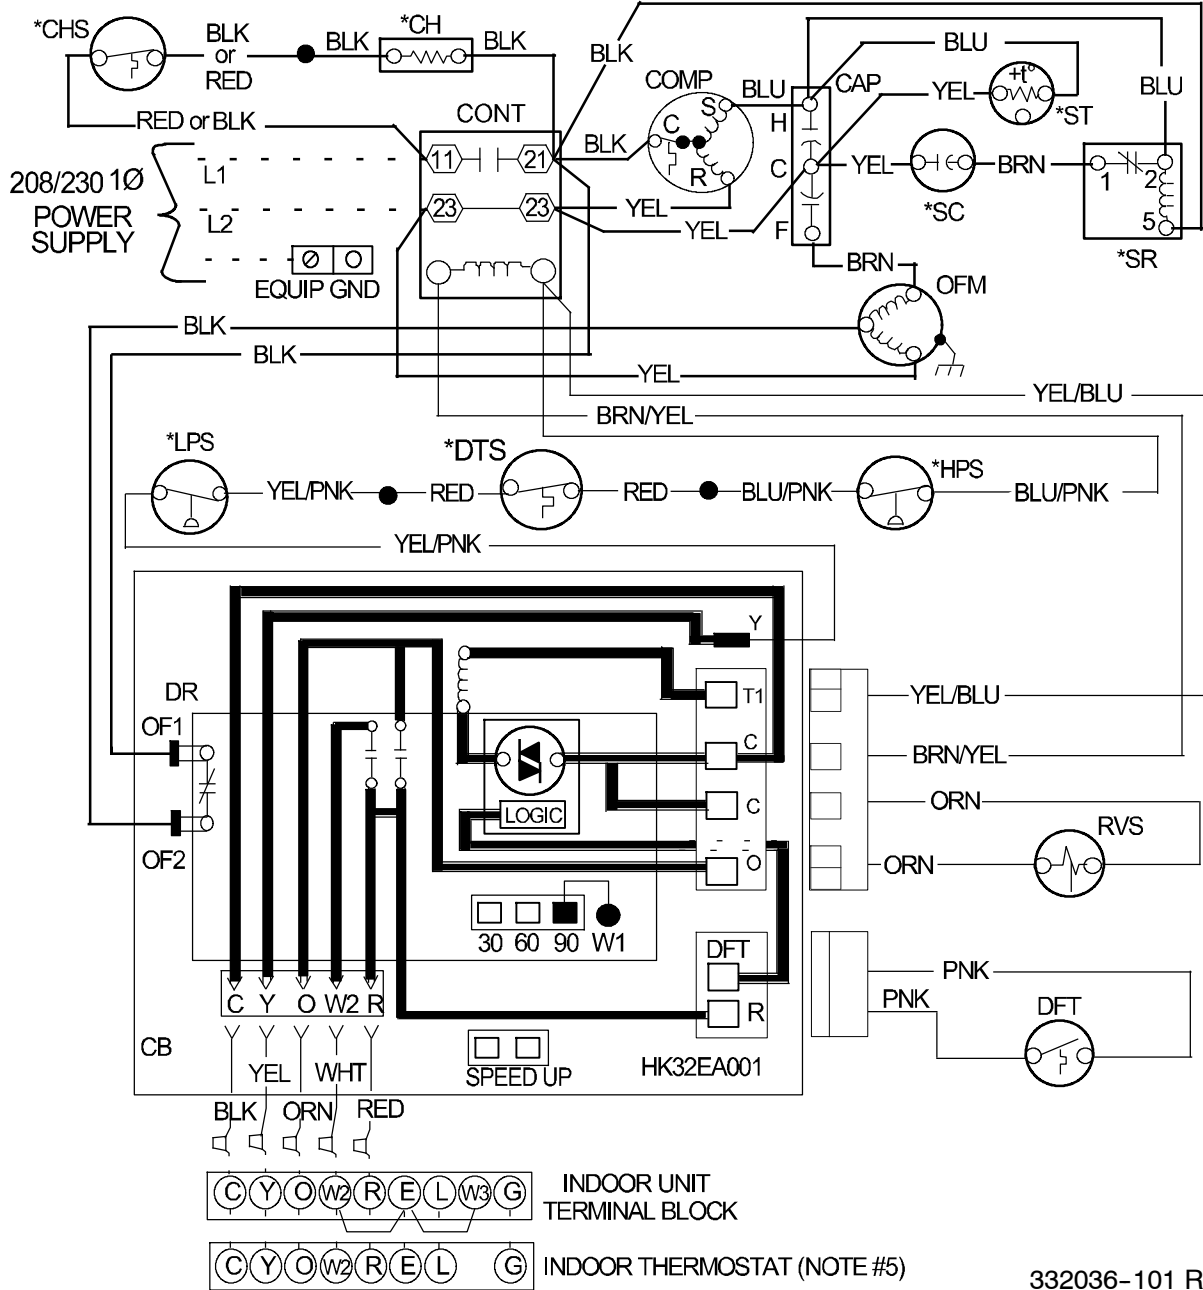 *CHS
BLK
or
RED
BLK
*CH
BLK
BLK
COMP
BLU
CAP
BLU
+t°
YEL
*ST
BLU
RED or BLK
CONT
S
C
R
H
C
F
11
21
BLK
YEL
*SC
BRN
1
2
5
*SR
208/230 1Ø
POWER
SUPPLY
L1
L2
23
23
YEL
YEL
EQUIP GND
BRN
OFM
BLK
BLK
YEL
YEL/BLU
BRN/YEL
*LPS
*DTS
*HPS
YEL/PNK
RED
RED
BLU/PNK
BLU/PNK
YEL/PNK
Y
DR
OF1
OF2
T1
C
C
O
LOGIC
YEL/BLU
BRN/YEL
ORN
RVS
ORN
30 60 90 W1
DFT
R
PNK
PNK
DFT
C Y O W2 R
CB
SPEED UP
HK32EA001
YEL
WHT
BLK
ORN
RED
C Y O W2 R E L W3 G
INDOOR UNIT
TERMINAL BLOCK
C Y O W2 R E L G
INDOOR THERMOSTAT (NOTE #5)
332036-101 R